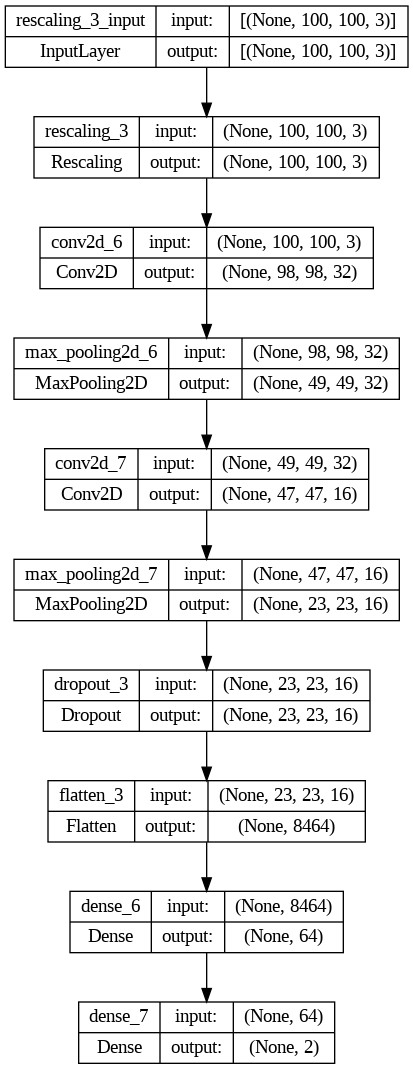 rescaling_3_input input: [(None, 100, 100, 3)]
InputLayer output: [(None, 100, 100, 3)]
rescaling_3 input: (None, 100, 100, 3)
Rescaling output: (None, 100, 100, 3)
conv2d_6 input: (None, 100, 100, 3)
Conv2D output: (None, 98, 98, 32)
max_pooling2d_6 input: (None, 98, 98, 32)
MaxPooling2D output: (None, 49, 49, 32)
conv2d_7 input: (None, 49, 49, 32)
Conv2D output: (None, 47, 47, 16)
max_pooling2d_7 input: (None, 47, 47, 16)
MaxPooling2D output: (None, 23, 23, 16)
dropout_3 input: (None, 23, 23, 16)
Dropout output: (None, 23, 23, 16)
flatten_3 input: (None, 23, 23, 16)
Flatten output: (None, 8464)
dense_6 input: (None, 8464)
Dense output: (None, 64)
dense_7 input: (None, 64)
Dense output: (None, 2)